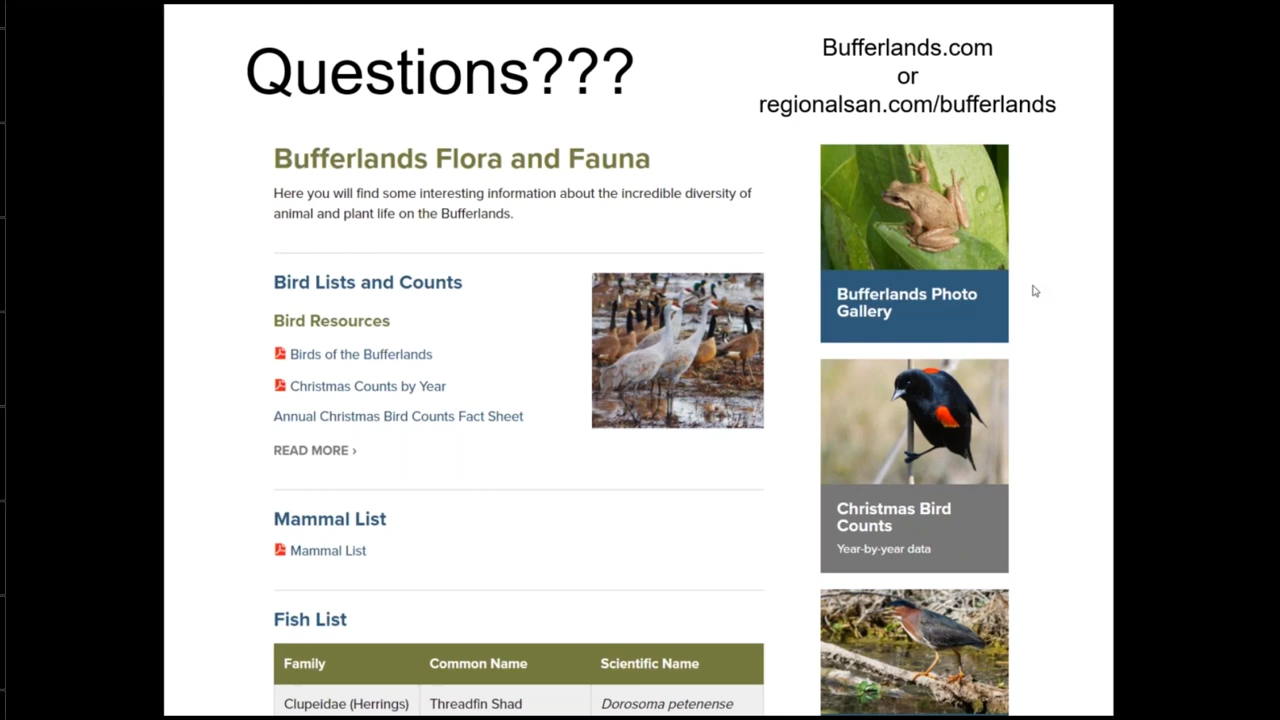 Questions???
Bufferlands.com
or
regionalsan.com/bufferlands
Bufferlands Flora and Fauna
Here you will find some interesting information about the incredible diversity of
animal and plant life on the Bufferlands.
Bird Lists and Counts
Bird Resources
Birds of the Bufferlands
Christmas Counts by Year
Annual Christmas Bird Counts Fact Sheet
READ MORE ›
Mammal List
Mammal List
Fish List
Family Common Name Scientific Name
Clupeidae (Herrings) Threadfin Shad Dorosoma petenense
Bufferlands Photo
Gallery
Christmas Bird
Counts
Year-by-year data